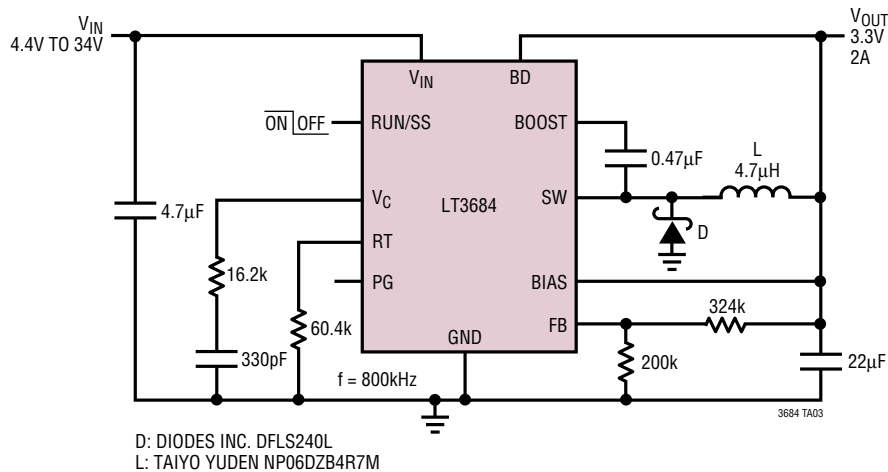 VIN
4.4V TO 34V
VOUT
3.3V
2A
VIN
BD
ON OFF
RUN/SS
BOOST
0.47µF
L
4.7µH
4.7µF
VC
LT3684
SW
D
16.2k
RT
PG
BIAS
324k
60.4k
FB
330pF
GND
200k
22µF
f = 800kHz
3684 TA03
D: DIODES INC. DFLS240L
L: TAIYO YUDEN NP06DZB4R7M